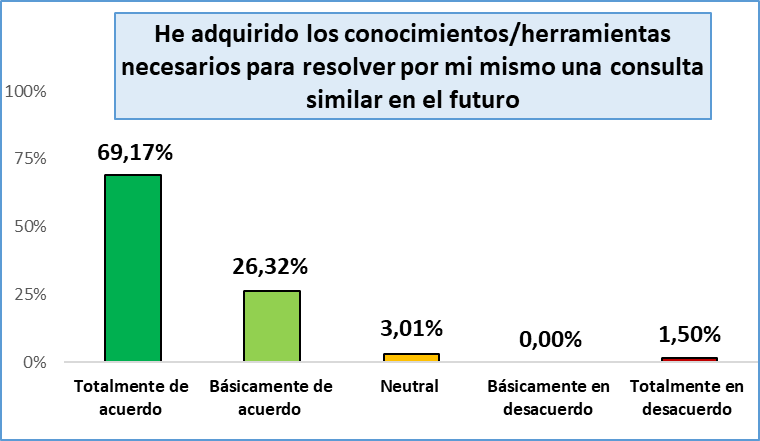 He adquirido los conocimientos/herramientas
necesarios para resolver por mi mismo una consulta
similar en el futuro
100%
75%
50%
25%
0%
69,17%
26,32%
3,01%
0,00%
1,50%
Totalmente de
acuerdo
Básicamente de
acuerdo
Neutral
Básicamente en
desacuerdo
Totalmente en
desacuerdo